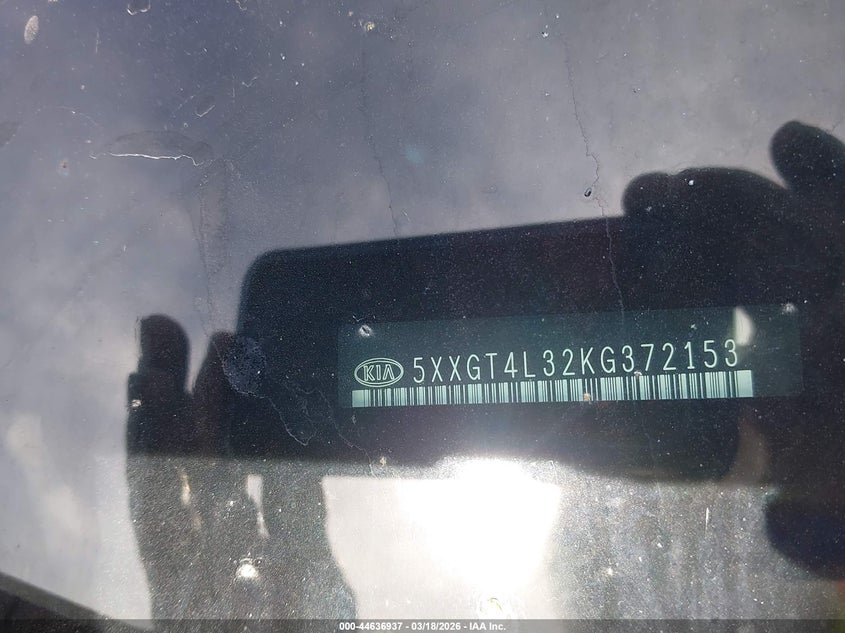 KIA 5XXGT4L32KG372153
000-44636937 - 03/18/2026 - IAA Inc.